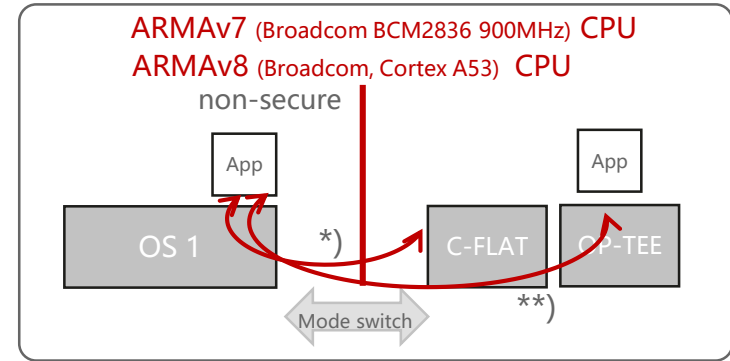 ARMAv7 (Broadcom BCM2836 900MHz) CPU
ARMAv8 (Broadcom, Cortex A53) CPU
non-secure
App
App
OS 1
*)
C-FLAT
OP-TEE
**)
Mode switch